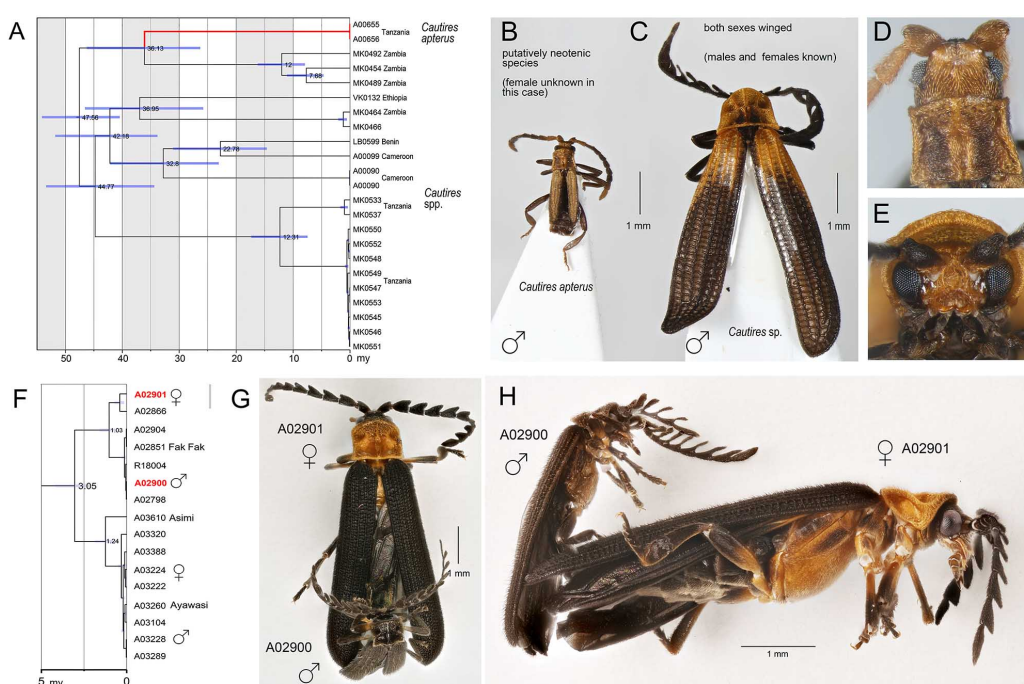 A
A00655
A00656
Tanzania
Cautires
apterus
36.13
MK0492 Zambia
12
MK0454 Zambia
7.68
MK0489 Zambia
VK0132 Ethiopia
36.95
MK0464 Zambia
47.56
MK0466
42.18
LB0599 Benin
22.78
A00099 Cameroon
32.8
A00090
Cameroon
44.77
A00090
Cautires
spp.
MK0533
Tanzania
MK0537
MK0550
12.31
MK0552
MK0548
MK0549
Tanzania
MK0547
MK0553
MK0545
MK0546
MK0551
50 40 30 20 10 0 my
B
putatively neotenic
species
(female unknown in
this case)
1 mm
Cautires apterus
♂
C
both sexes winged
(males and females known)
1 mm
Cautires sp.
♂
D
E
F
A02901 ♀
A02866
A02904
1.03
A02851 Fak Fak
R18004
A02900 ♂
3.05
A02798
A03610 Asimi
A03320
1.24
A03388
A03224 ♀
A03222
A03260 Ayawasi
A03104
A03228 ♂
A03289
5 my 0
G
A02901
♀
1 mm
A02900
♂
H
A02900
♂
♀ A02901
1 mm